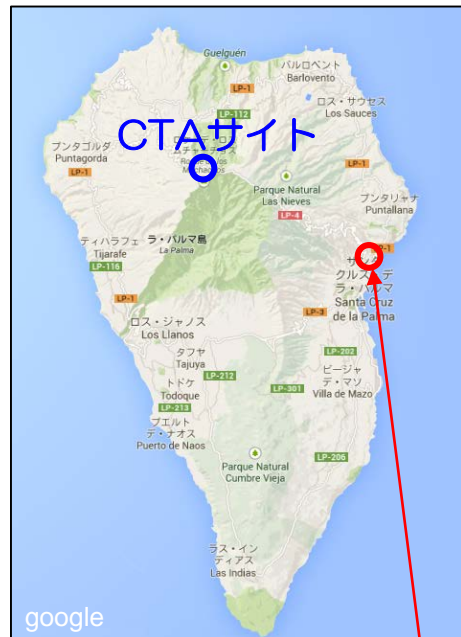 Guelguén
バルロベント
Barlovento
LP-1
LP-112
ロス・サウセス
Los Sauces
CTAサイト
プンタゴルダ
Puntagorda
LP-1
Parque Natural
Las Nieves
LP-1
LP-4
プンタリャナ
Puntallana
ティハラフェ
Tijarafe
ラ・パルマ島
La Palma
LP-1
LP-116
サンタ・
クルス・デ・
ラ・パルマ
Santa Cruz
de la Palma
LP-1
LP-3
ロス・ジャノス
Los Llanos
LP-202
タフヤ
Tajuya
トドケ
Todoque
LP-212
LP-301
ビージャ・
デ・マソ
Villa de Mazo
LP-213
プエルト・
デ・ナオス
Puerto de Naos
LP-206
Parque Natural
Cumbre Vieja
ラス・イン
ディアス
Las Indias
google